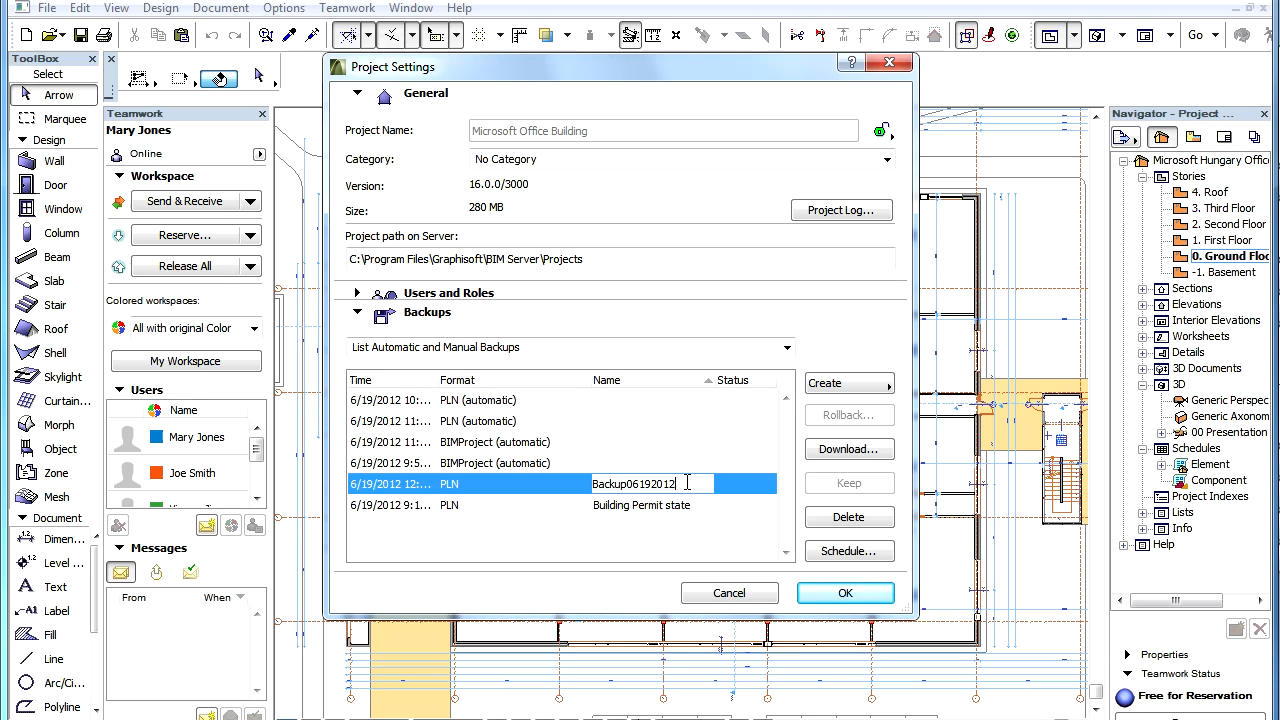 File Edit View Design Document Options Teamwork Window Help
Go
ToolBox
Select
Arrow
Marquee
Design
Wall
Door
Window
Column
Beam
Slab
Stair
Roof
Shell
Skylight
Curtain...
Morph
Object
Zone
Mesh
Document
Dimen...
Level ...
Text
Label
Fill
Line
Arc/Ci...
Polyline
Teamwork
Mary Jones
Online
Workspace
Send & Receive
Reserve...
Release All
Colored workspaces:
All with original Color
My Workspace
Users
Name
Mary Jones
Joe Smith
Messages
From When
Project Settings
General
Project Name: Microsoft Office Building
Category: No Category
Version: 16.0.0/3000
Size: 280 MB
Project Log...
Project path on Server:
C:\Program Files\Graphisoft\BIM Server\Projects
Users and Roles
Backups
List Automatic and Manual Backups
Time Format Name Status
6/19/2012 10:... PLN (automatic)
6/19/2012 11:... PLN (automatic)
6/19/2012 11:... BIMProject (automatic)
6/19/2012 9:5... BIMProject (automatic)
6/19/2012 12:... PLN Backup06192012
6/19/2012 9:1... PLN Building Permit state
Create
Rollback...
Download...
Keep
Delete
Schedule...
Cancel OK
Navigator - Project ...
Microsoft Hungary Offic
Stories
4. Roof
3. Third Floor
2. Second Floor
1. First Floor
0. Ground Floo
-1. Basement
Sections
Elevations
Interior Elevations
Worksheets
Details
3D Documents
3D
Generic Perspec
Generic Axonom
00 Presentation
Schedules
Element
Component
Project Indexes
Lists
Info
Help
Properties
Teamwork Status
Free for Reservation